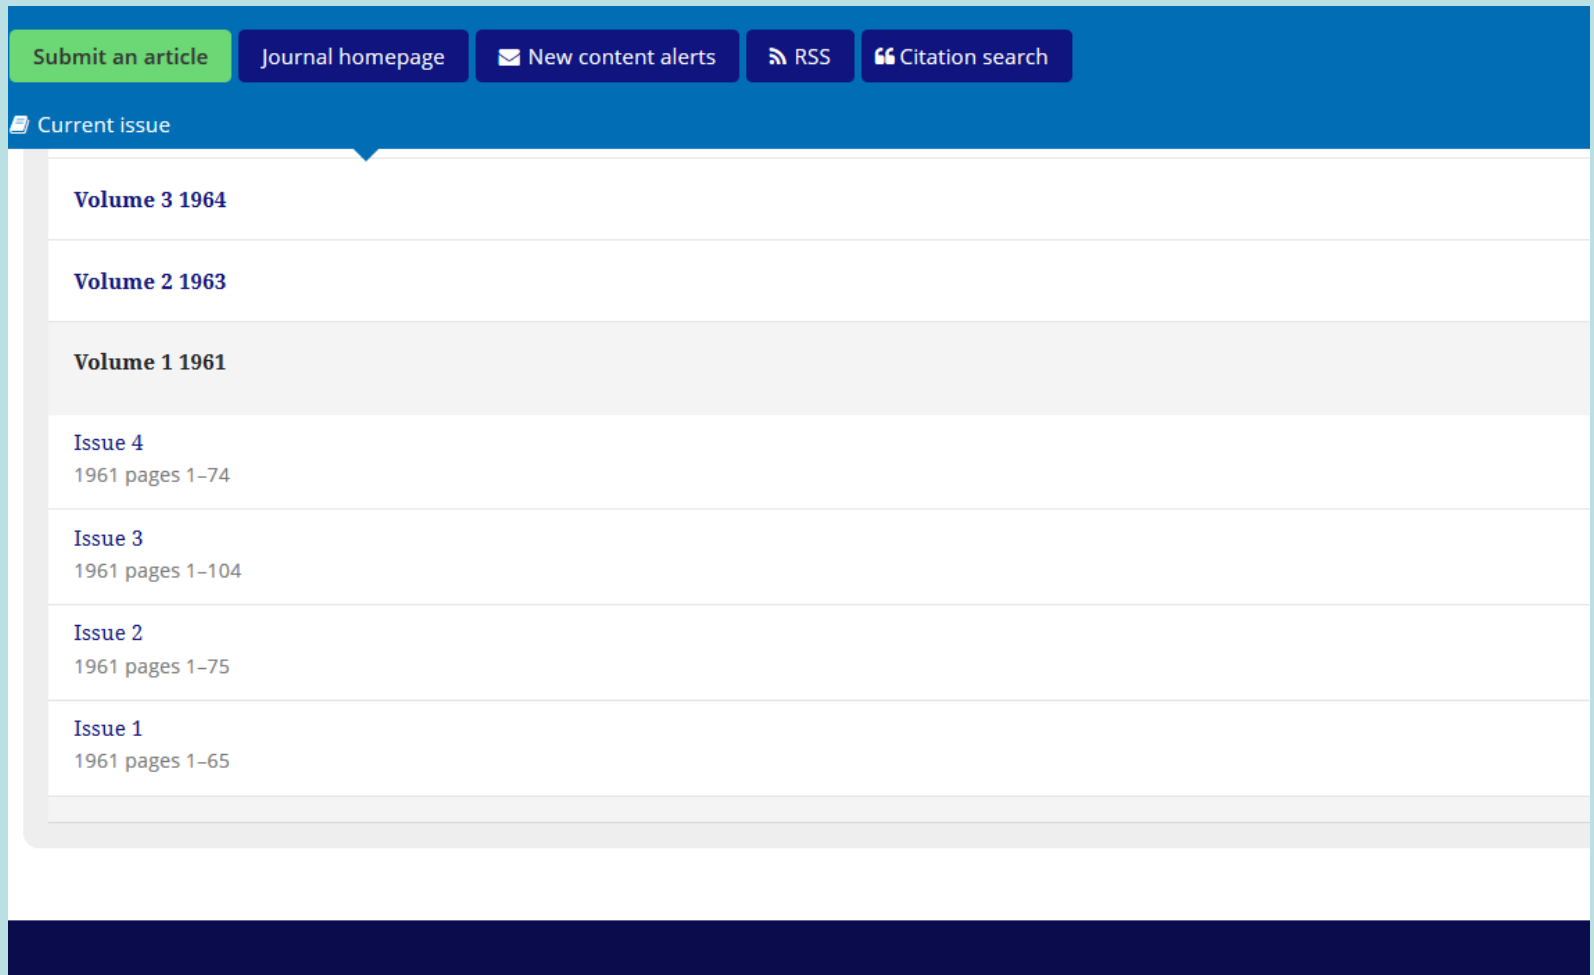 Submit an article
Journal homepage
New content alerts
RSS
Citation search
Current issue
Volume 3 1964
Volume 2 1963
Volume 1 1961
Issue 4
1961 pages 1–74
Issue 3
1961 pages 1–104
Issue 2
1961 pages 1–75
Issue 1
1961 pages 1–65